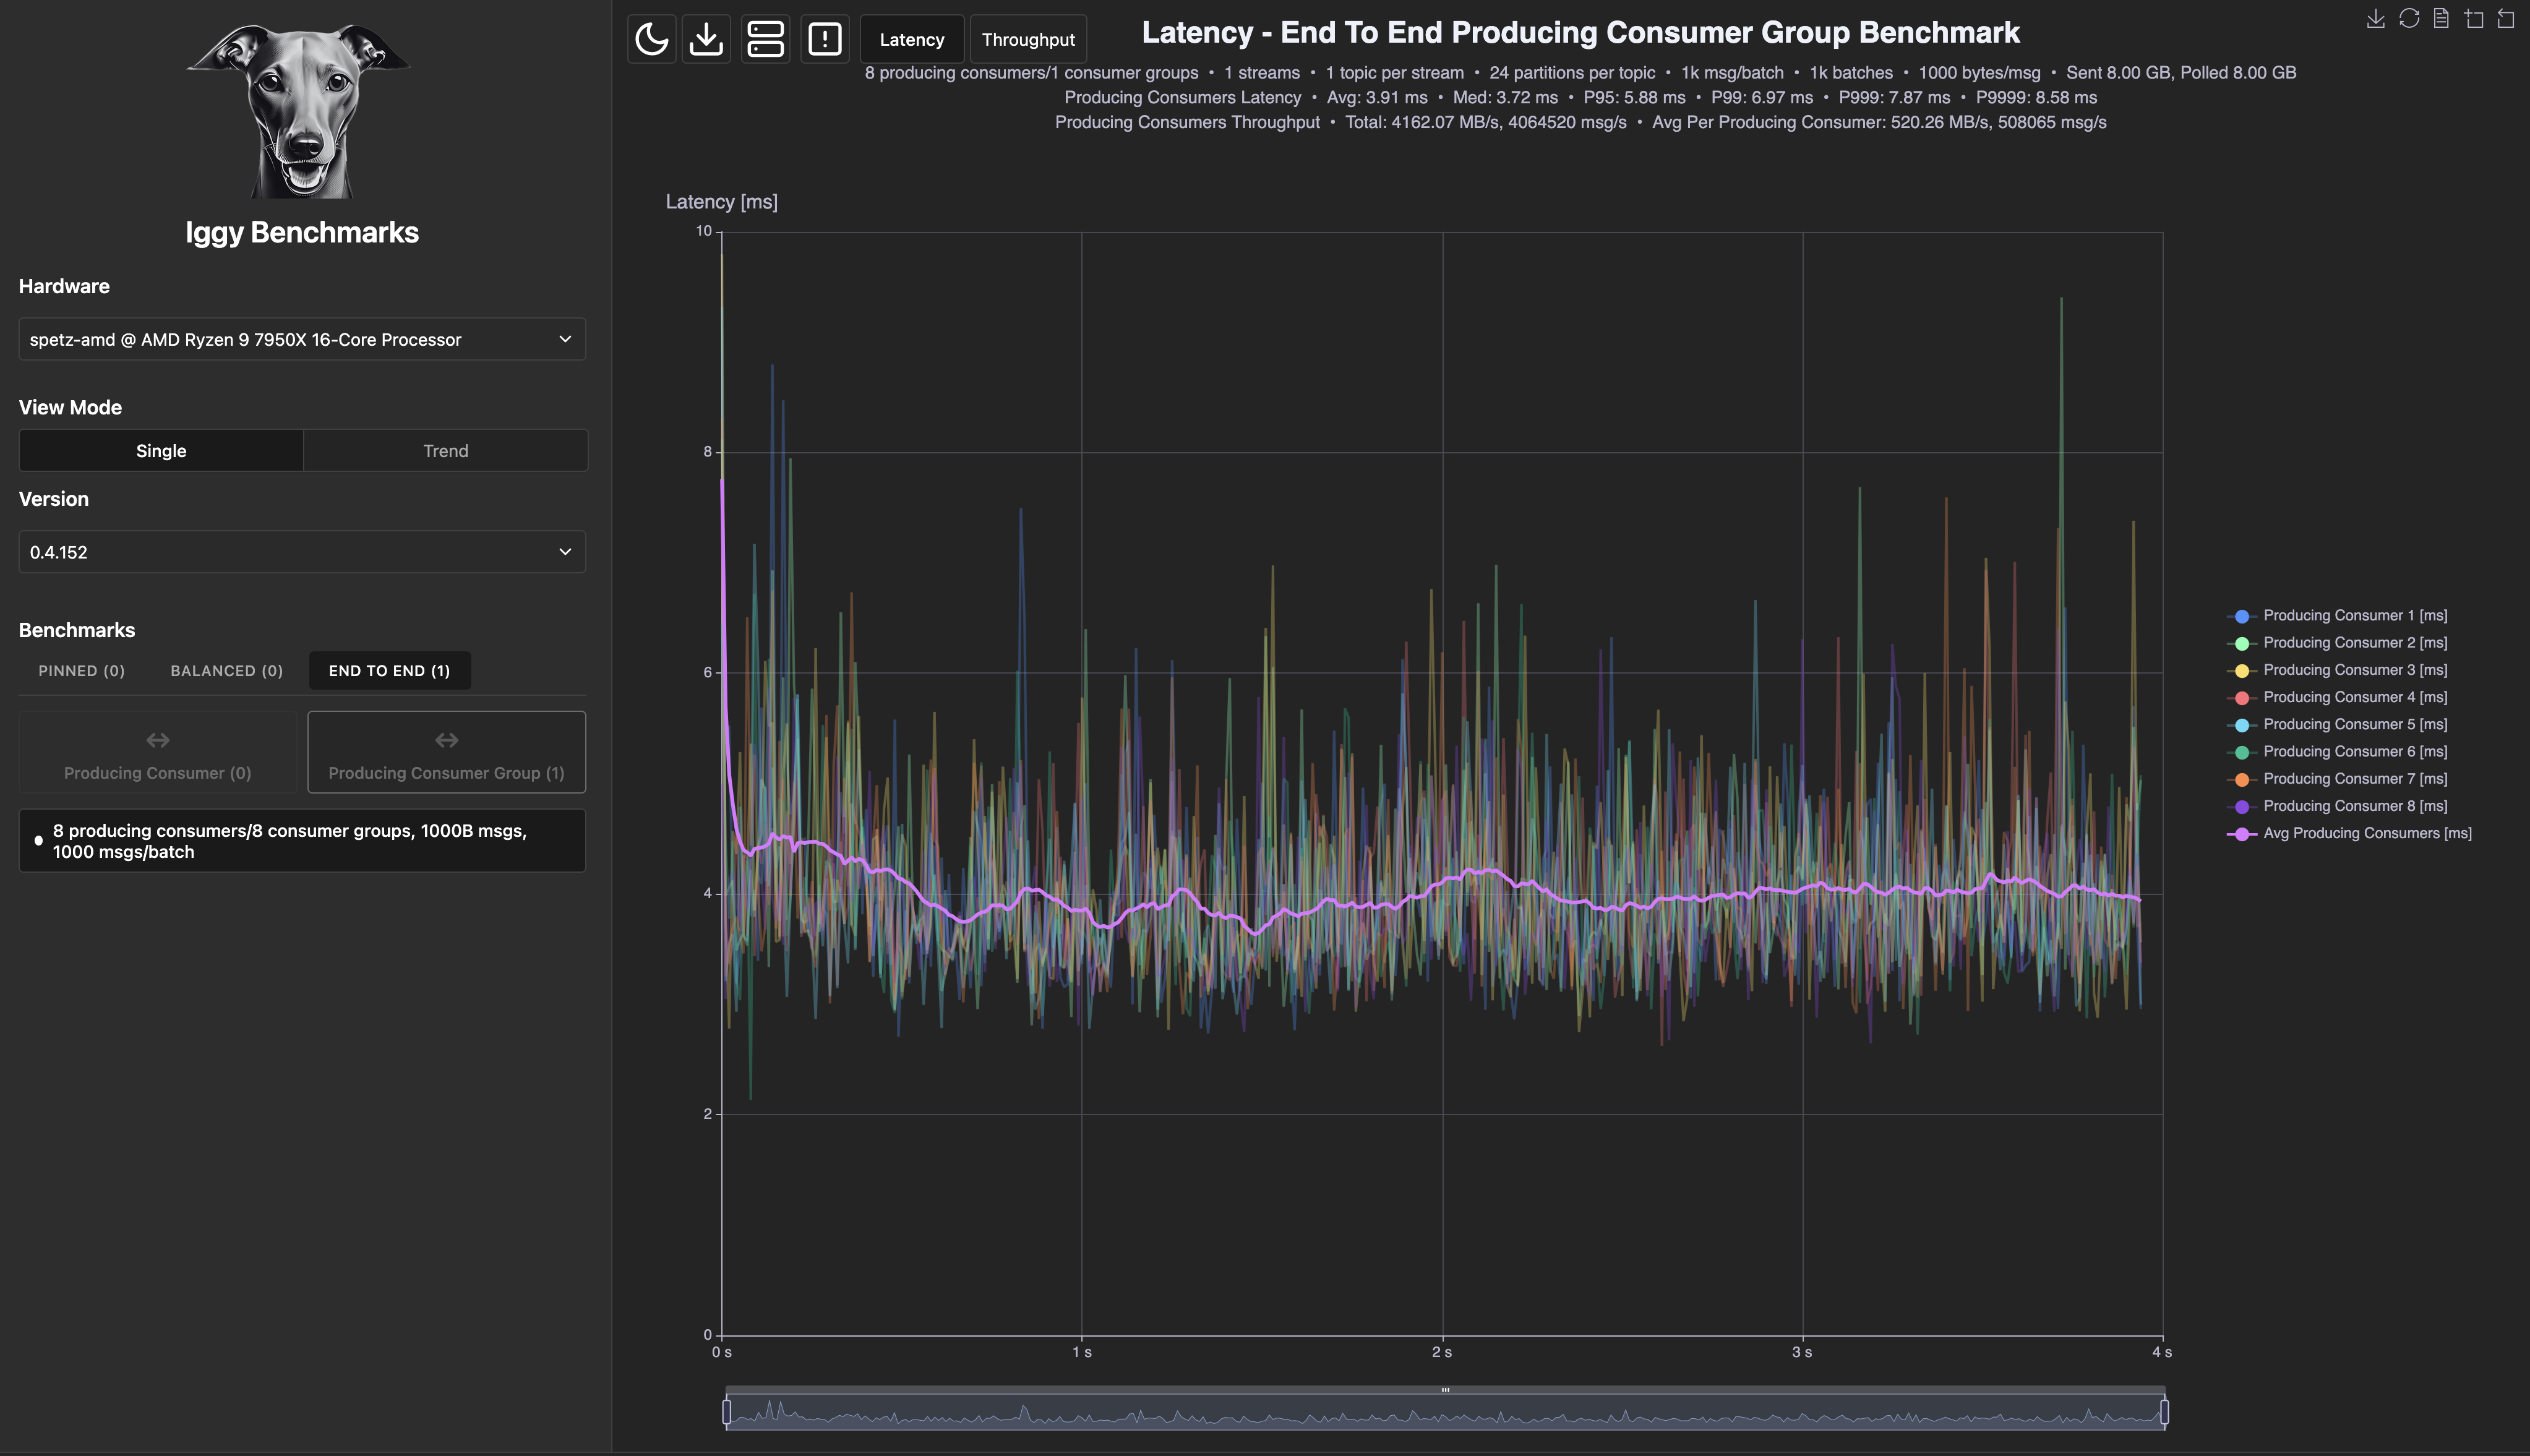 Iggy Benchmarks
Hardware
spetz-amd @ AMD Ryzen 9 7950X 16-Core Processor
View Mode
Single
Trend
Version
0.4.152
Benchmarks
PINNED (0)
BALANCED (0)
END TO END (1)
Producing Consumer (0)
Producing Consumer Group (1)
8 producing consumers/8 consumer groups, 1000B msgs,
1000 msgs/batch
Latency
Throughput
Latency - End To End Producing Consumer Group Benchmark
8 producing consumers/1 consumer groups • 1 streams • 1 topic per stream • 24 partitions per topic • 1k msg/batch • 1k batches • 1000 bytes/msg • Sent 8.00 GB, Polled 8.00 GB
Producing Consumers Latency • Avg: 3.91 ms • Med: 3.72 ms • P95: 5.88 ms • P99: 6.97 ms • P999: 7.87 ms • P9999: 8.58 ms
Producing Consumers Throughput • Total: 4162.07 MB/s, 4064520 msg/s • Avg Per Producing Consumer: 520.26 MB/s, 508065 msg/s
Latency [ms]
10
8
6
4
2
0
0 s
1 s
2 s
3 s
4 s
Producing Consumer 1 [ms]
Producing Consumer 2 [ms]
Producing Consumer 3 [ms]
Producing Consumer 4 [ms]
Producing Consumer 5 [ms]
Producing Consumer 6 [ms]
Producing Consumer 7 [ms]
Producing Consumer 8 [ms]
Avg Producing Consumers [ms]